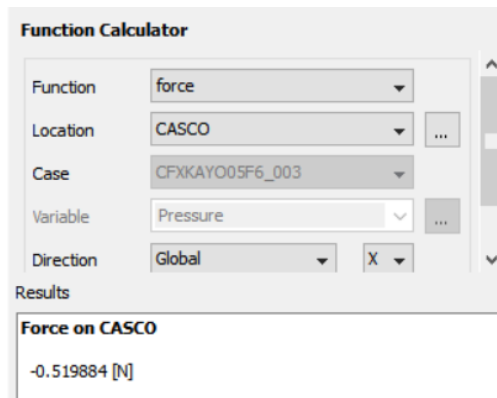 Function Calculator
Function force
Location CASCO ...
Case CFXKAYO05F6_003
Variable Pressure ...
Direction Global X
Results
Force on CASCO
-0.519884 [N]